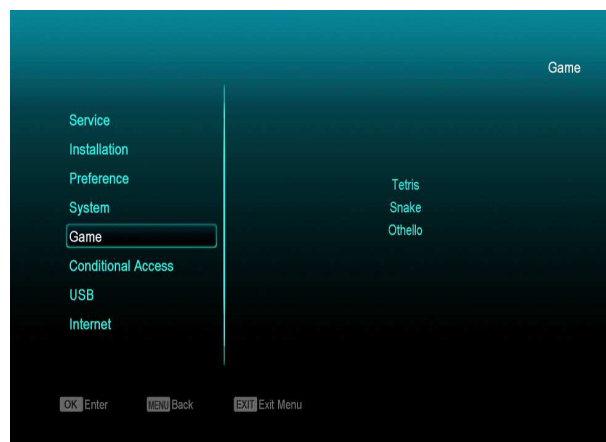 Game
Service
Installation
Preference
System
Game
Conditional Access
USB
Internet
Tetris
Snake
Othello
OK Enter MENU Back EXIT Exit Menu